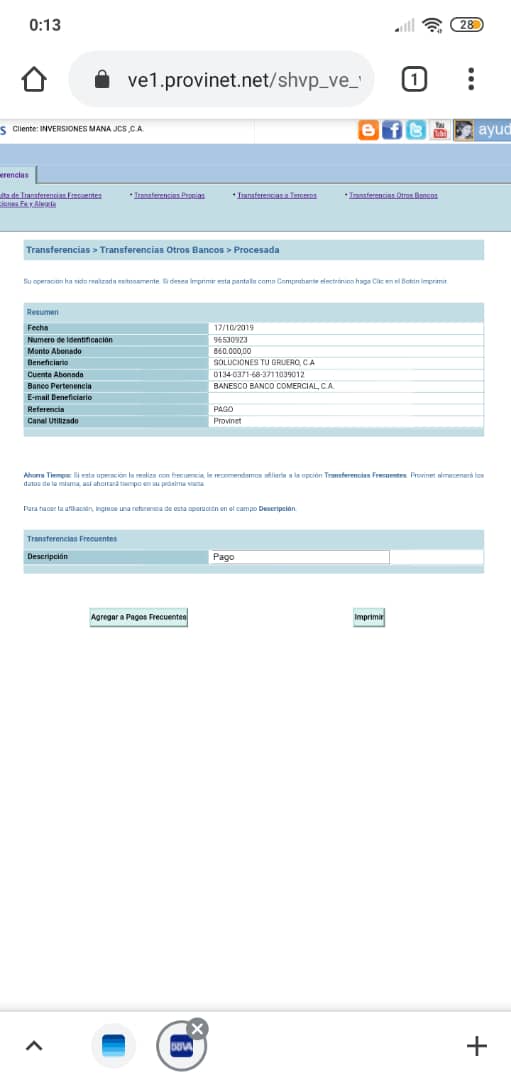 0:13
28
ve1.provinet.net/shvp_ve_
1
S Cliente: INVERSIONES MANA JCS ,C.A.
You Tube
ayud
erencias
ulta de Transferencias Frecuentes
• Transferencias Propias
• Transferencias a Terceros
• Transferencias Otros Bancos
ciones Fe y Alegría
Transferencias > Transferencias Otros Bancos > Procesada
Su operación ha sido realizada exitosamente. Si desea Imprimir esta pantalla como Comprobante electrónico haga Clic en el Botón Imprimir.
Resumen
Fecha 17/10/2019
Numero de Identificación 96530923
Monto Abonado 860.000,00
Beneficiario SOLUCIONES TU GRUERO, C.A
Cuenta Abonada 0134-0371-68-3711039012
Banco Pertenencia BANESCO BANCO COMERCIAL, C.A.
E-mail Beneficiario
Referencia PAGO
Canal Utilizado Provinet
Ahorre Tiempo: Si esta operación la realiza con frecuencia, le recomendamos afiliarla a la opción Transferencias Frecuentes. Provinet almacenará los
datos de la misma, así ahorrará tiempo en su próxima visita.
Para hacer la afiliación, ingrese una referencia de esta operación en el campo Descripción.
Transferencias Frecuentes
Descripción Pago
Agregar a Pagos Frecuentes
Imprimir
BBVA